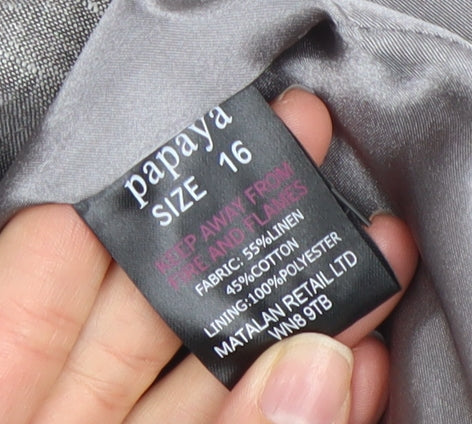 papaya
SIZE 16
KEEP AWAY FROM
FIRE AND FLAMES
FABRIC: 55%LINEN
45%COTTON
LINING:100%POLYESTER
MATALAN RETAIL LTD
WN8 9TB